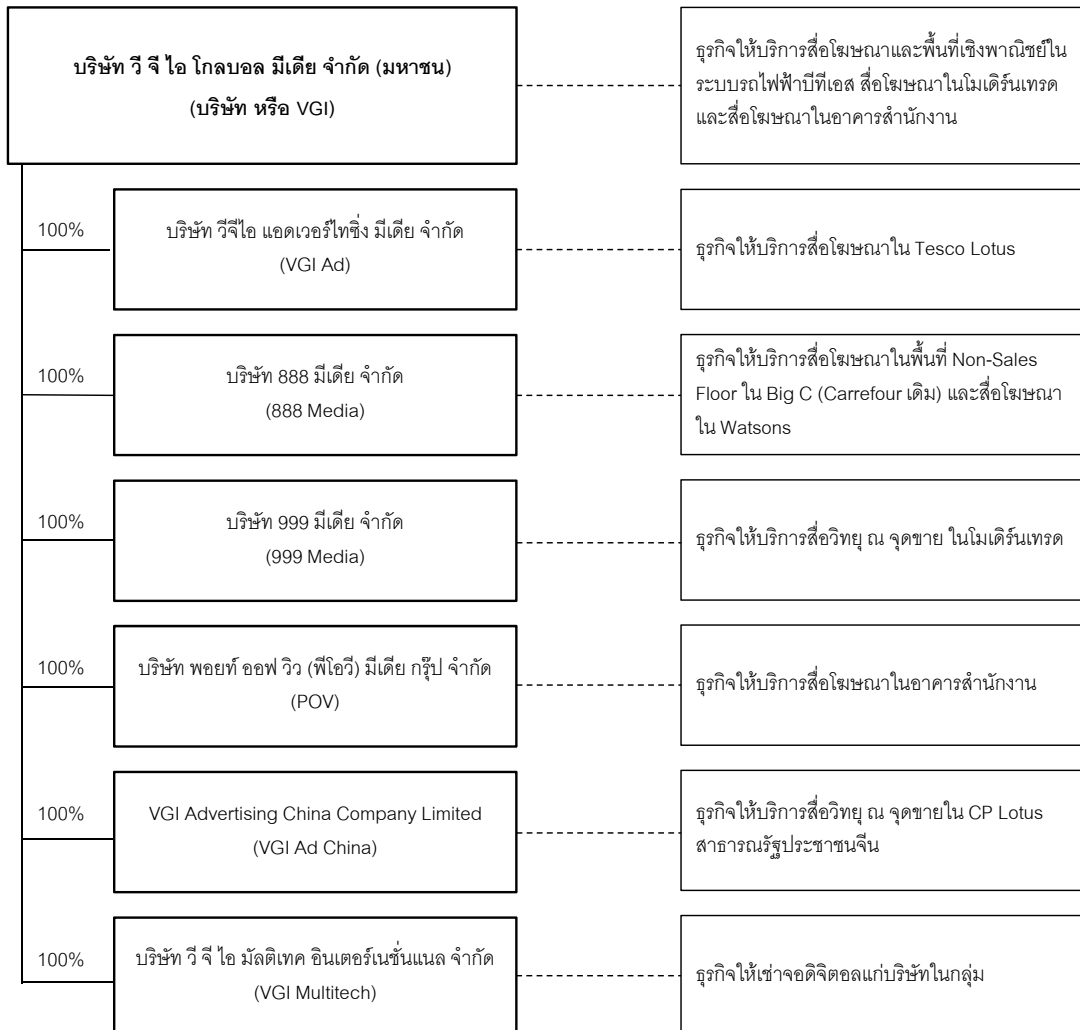 บริษัท วี จี ไอ โกลบอล มีเดีย จำกัด (มหาชน)
(บริษัท หรือ VGI)
ธุรกิจให้บริการสื่อโฆษณาและพื้นที่เชิงพาณิชย์ใน
ระบบรถไฟฟ้าบีทีเอส สื่อโฆษณาในโมเดิร์นเทรด
และสื่อโฆษณาในอาคารสำนักงาน
100%
บริษัท วีจีไอ แอดเวอร์ไทซิ่ง มีเดีย จำกัด
(VGI Ad)
ธุรกิจให้บริการสื่อโฆษณาใน Tesco Lotus
100%
บริษัท 888 มีเดีย จำกัด
(888 Media)
ธุรกิจให้บริการสื่อโฆษณาในพื้นที่ Non-Sales
Floor ใน Big C (Carrefour เดิม) และสื่อโฆษณา
ใน Watsons
100%
บริษัท 999 มีเดีย จำกัด
(999 Media)
ธุรกิจให้บริการสื่อวิทยุ ณ จุดขาย ในโมเดิร์นเทรด
100%
บริษัท พอยท์ ออฟ วิว (พีโอวี) มีเดีย กรุ๊ป จำกัด
(POV)
ธุรกิจให้บริการสื่อโฆษณาในอาคารสำนักงาน
100%
VGI Advertising China Company Limited
(VGI Ad China)
ธุรกิจให้บริการสื่อวิทยุ ณ จุดขายใน CP Lotus
สาธารณรัฐประชาชนจีน
100%
บริษัท วี จี ไอ มัลติเทค อินเตอร์เนชั่นแนล จำกัด
(VGI Multitech)
ธุรกิจให้เช่าจอดิจิตอลแก่บริษัทในกลุ่ม